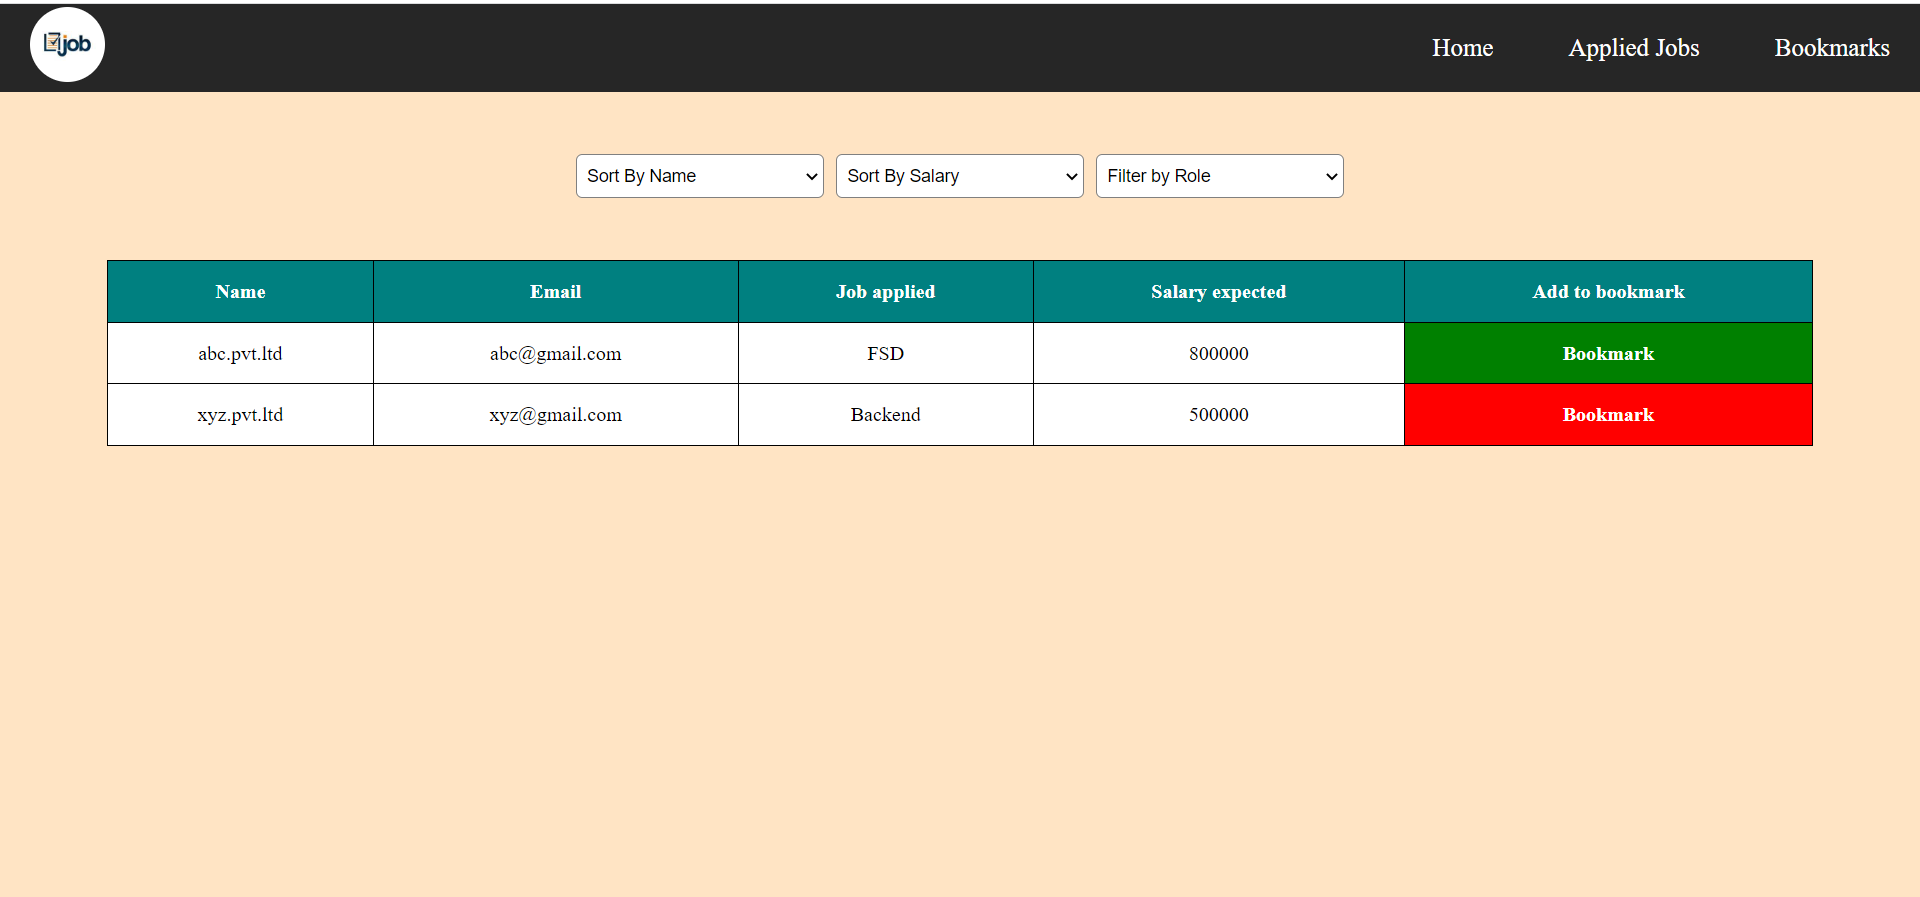 job
Home Applied Jobs Bookmarks
Sort By Name Sort By Salary Filter by Role
Name Email Job applied Salary expected Add to bookmark
abc.pvt.ltd abc@gmail.com FSD 800000 Bookmark
xyz.pvt.ltd xyz@gmail.com Backend 500000 Bookmark